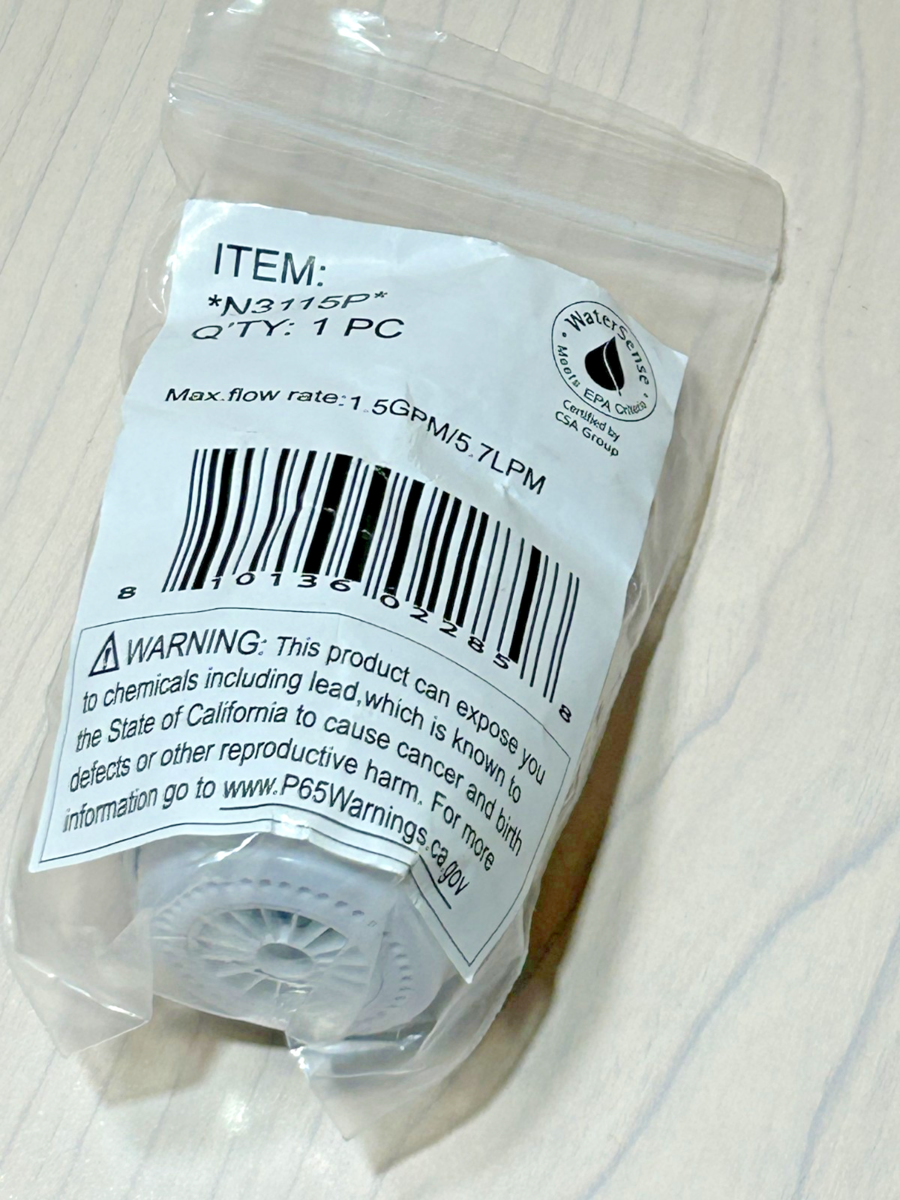 ITEM:
*N3115P*
Q'TY: 1 PC
WaterSense
Meets EPA Criteria
Certified by
CSA Group
Max.flow rate:1.5GPM/5.7LPM
8 10136 02285 8
WARNING: This product can expose you
to chemicals including lead,which is known to
the State of California to cause cancer and birth
defects or other reproductive harm. For more
information go to www.P65Warnings.ca.gov